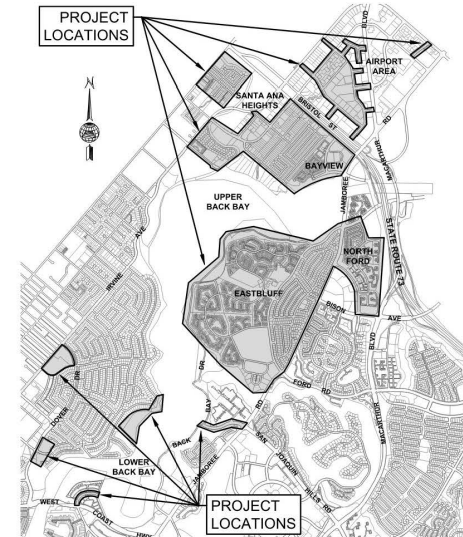 PROJECT
LOCATIONS
BLVD
AIRPORT
AREA
N
SANTA ANA
HEIGHTS
BRISTOL ST
MACARTHUR RD
BAYVIEW
UPPER
BACK BAY
JAMBOREE
STATE ROUTE 73
IRVINE AVE
NORTH
FORD
EASTBLUFF
BISON AVE
BLVD
MACARTHUR
FORD RD
DOVER DR
BACK BAY DR
JAMBOREE RD
SAN JOAQUIN HILLS RD
LOWER
BACK BAY
WEST COAST HWY
PROJECT
LOCATIONS